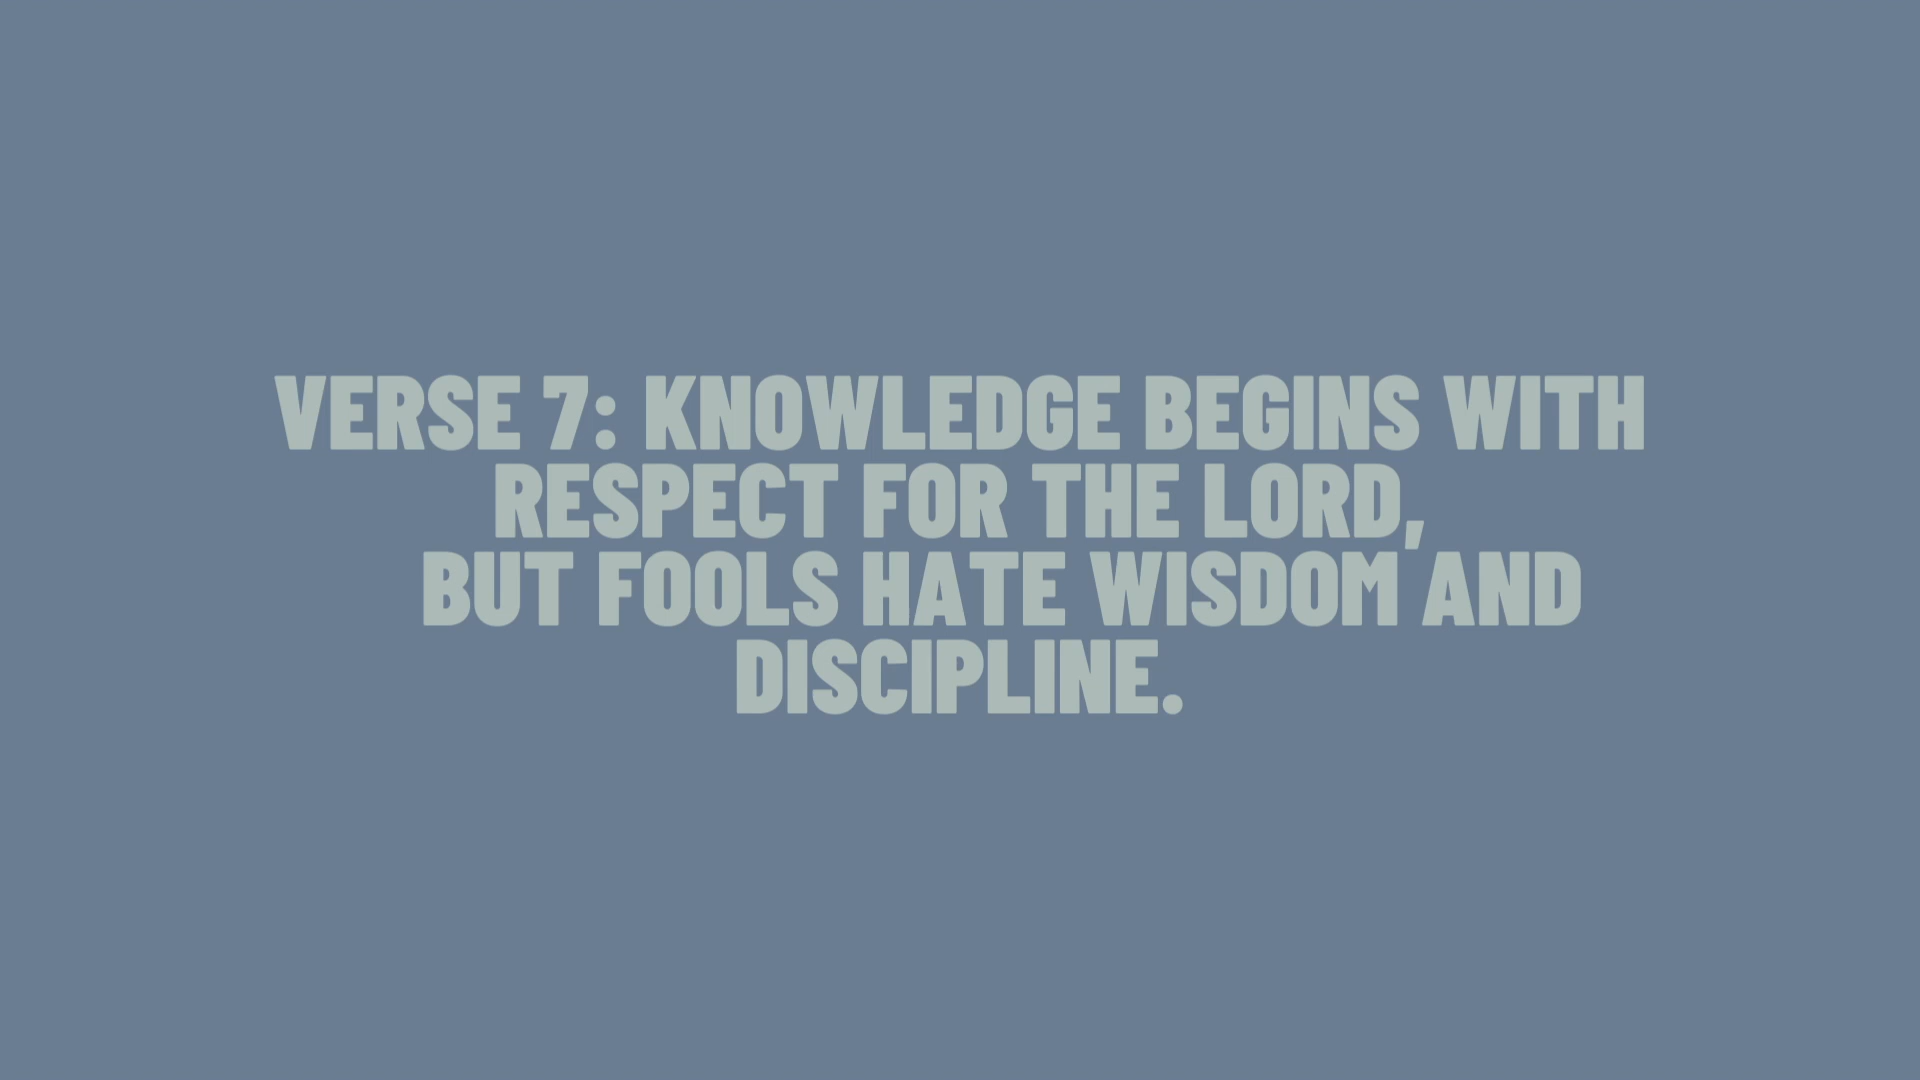 VERSE 7: KNOWLEDGE BEGINS WITH
RESPECT FOR THE LORD,
BUT FOOLS HATE WISDOM AND
DISCIPLINE.